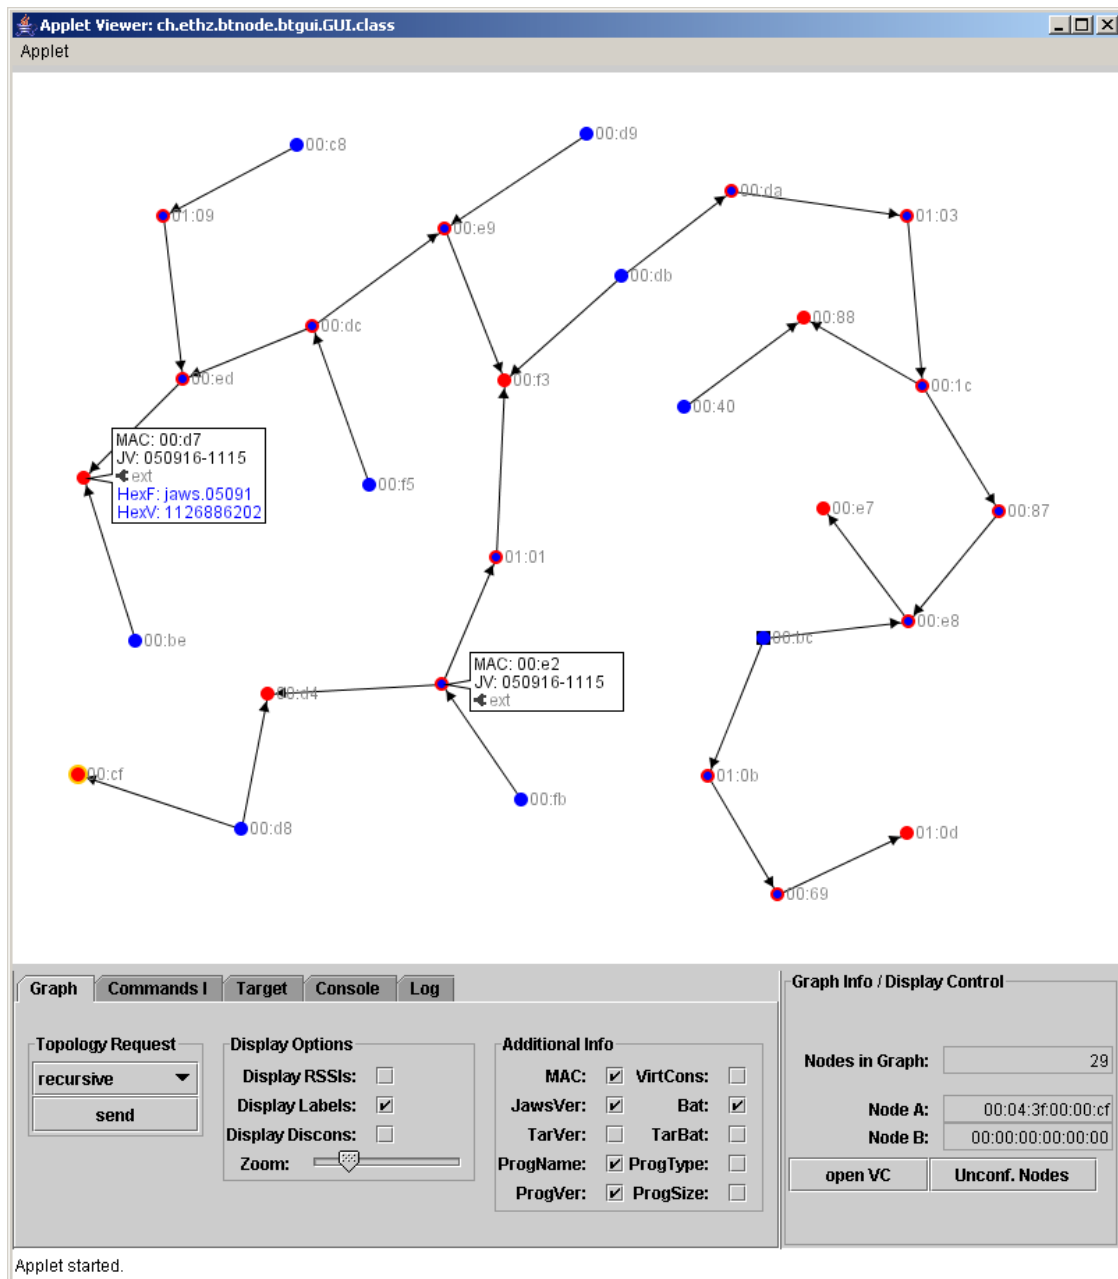 Applet Viewer: ch.ethz.btnode.btgui.GUI.class
Applet
00:c8
00:d9
00:da
01:09
01:03
00:e9
00:db
00:88
00:dc
00:ed
00:f3
00:1c
00:40
MAC: 00:d7
JV: 050916-1115
ext
HexF: jaws.05091
HexV: 1126886202
00:f5
00:e7
00:87
01:01
00:e8
00:be
00:bc
MAC: 00:e2
JV: 050916-1115
ext
00:d4
00:cf
01:0b
00:fb
00:d8
01:0d
00:69
Graph Commands I Target Console Log
Topology Request
recursive
send
Display Options
Display RSSIs:
Display Labels:
Display Discons:
Zoom:
Additional Info
MAC: VirtCons:
JawsVer: Bat:
TarVer: TarBat:
ProgName: ProgType:
ProgVer: ProgSize:
Graph Info / Display Control
Nodes in Graph: 29
Node A: 00:04:3f:00:00:cf
Node B: 00:00:00:00:00:00
open VC Unconf. Nodes
Applet started.